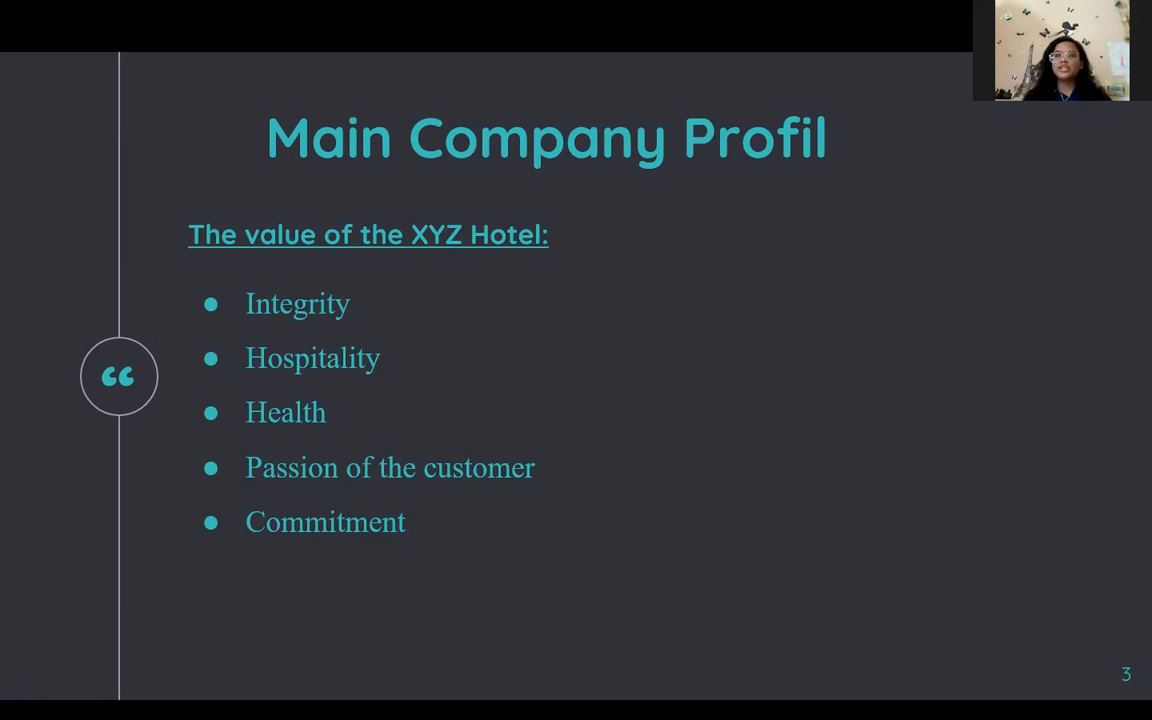 Main Company Profil
The value of the XYZ Hotel:
● Integrity
● Hospitality
● Health
● Passion of the customer
● Commitment
“
3